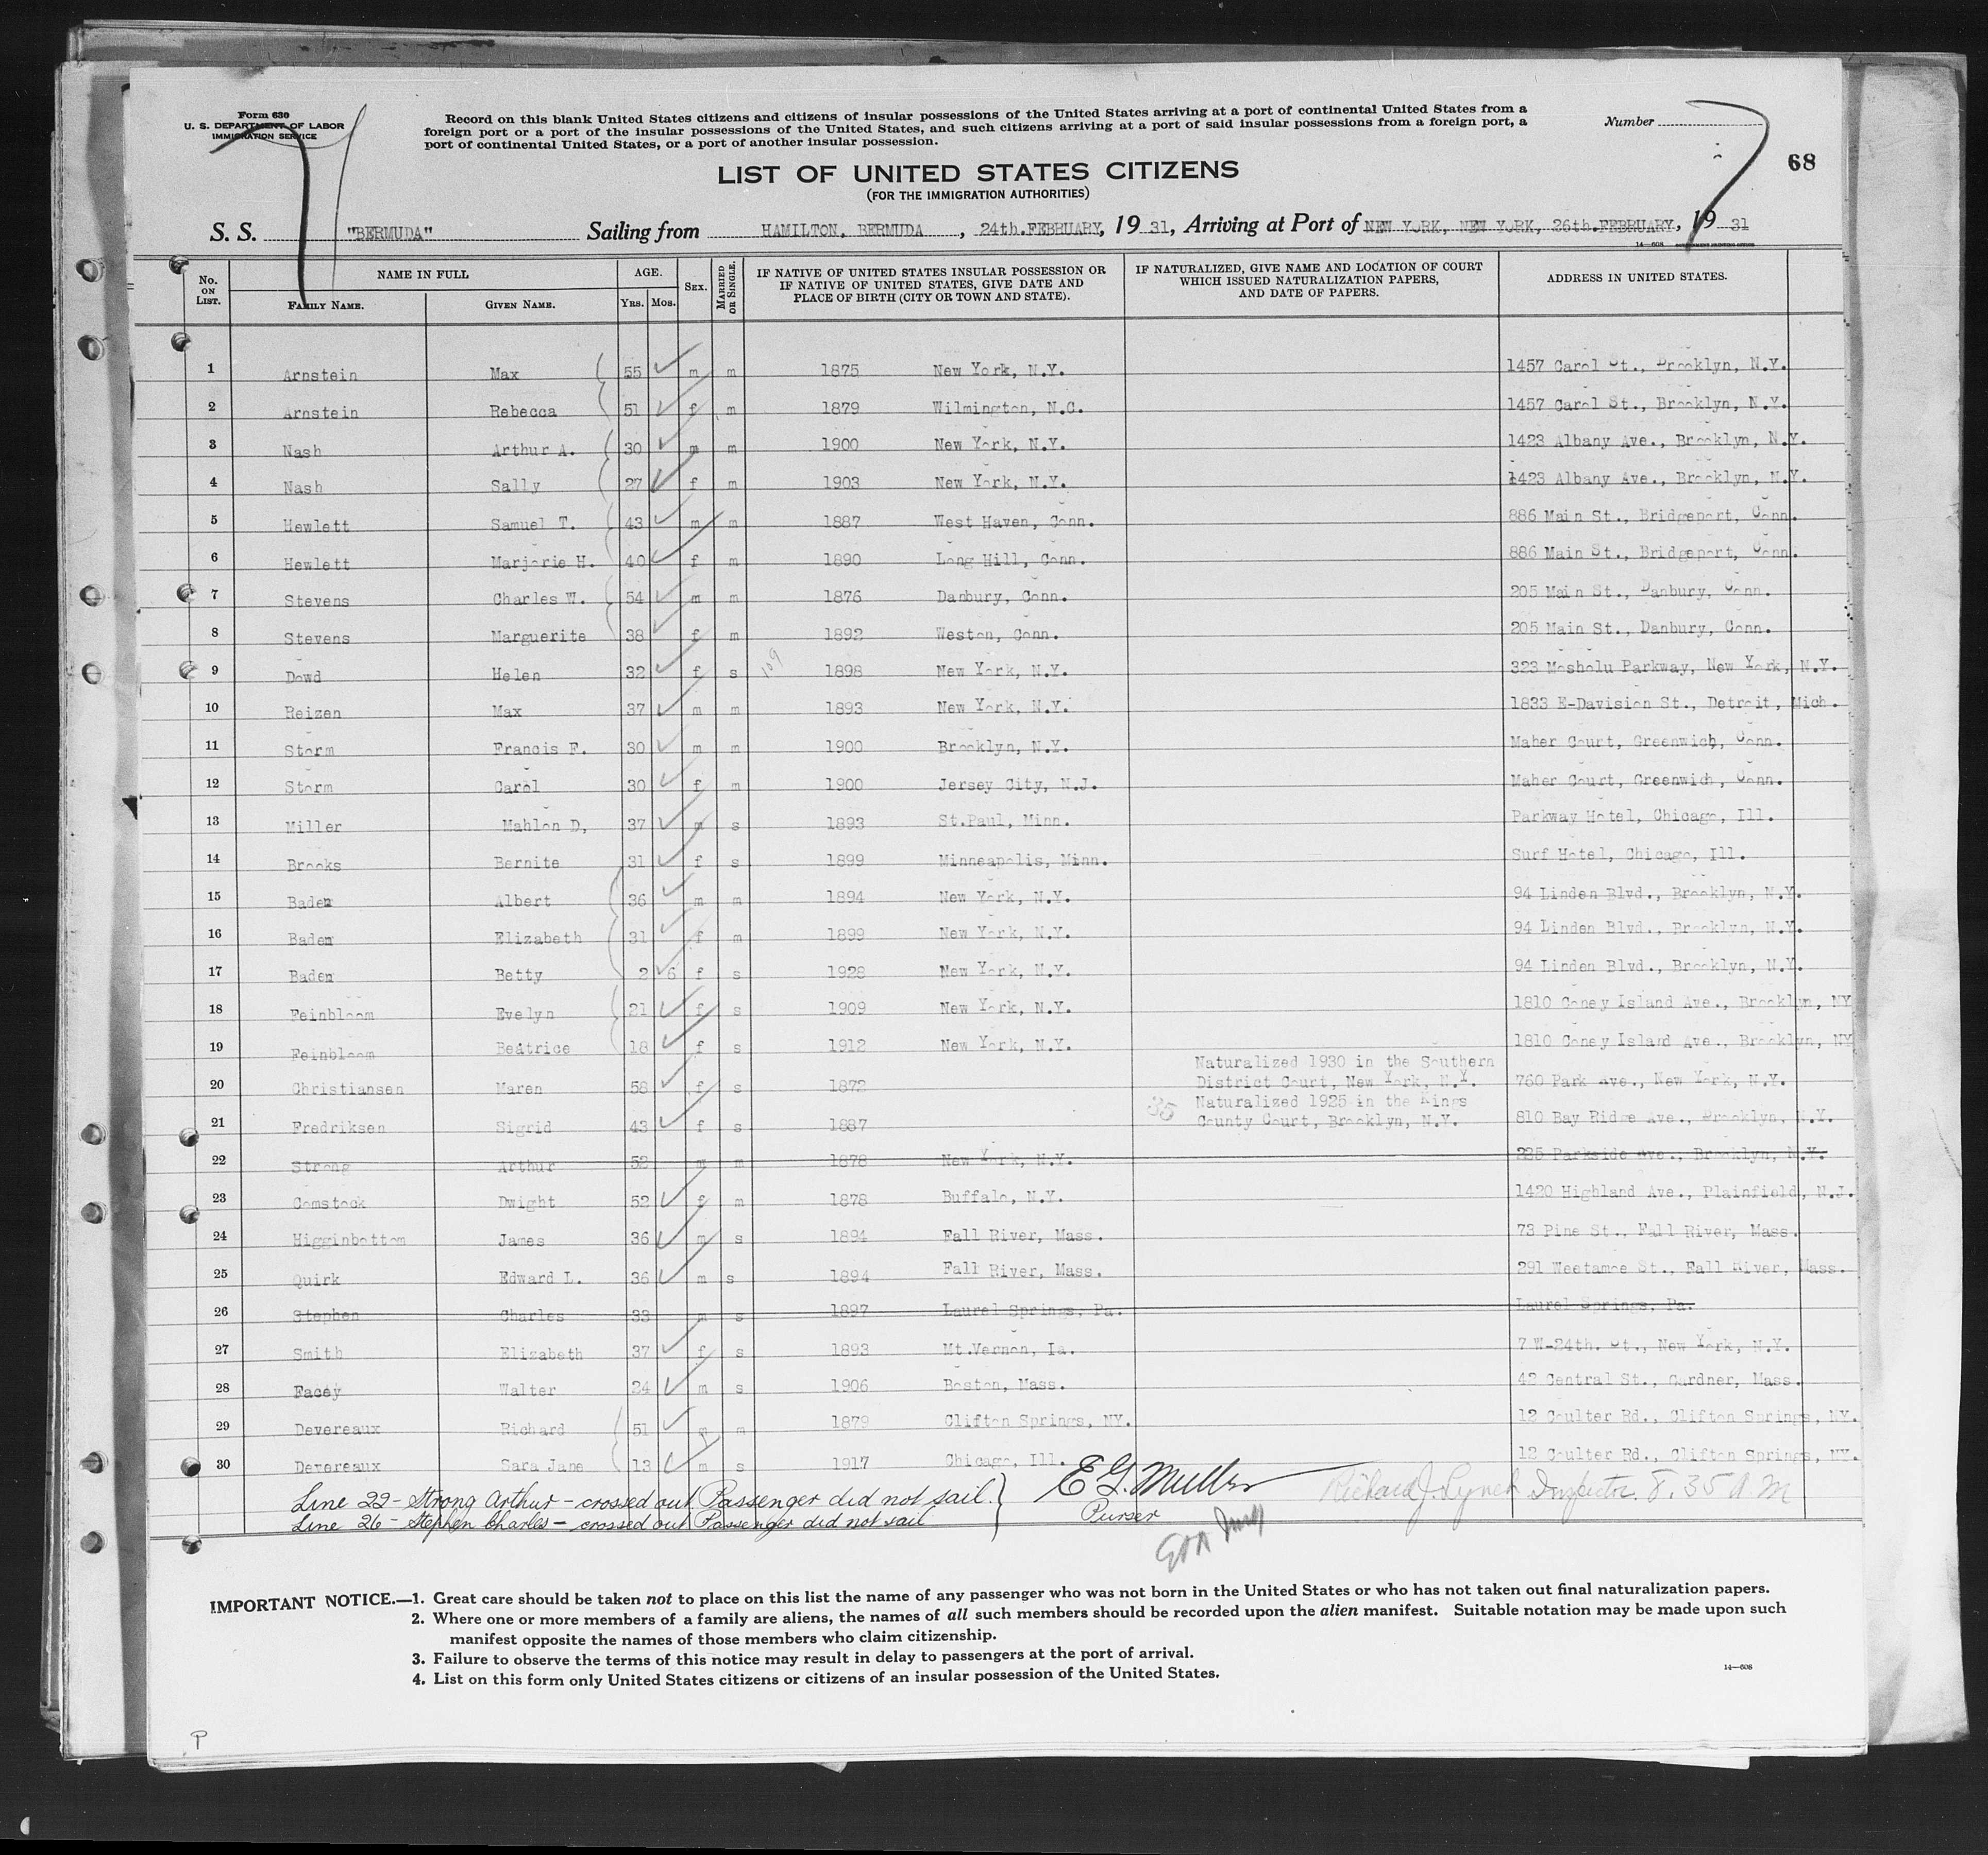 Form 630
U. S. DEPARTMENT OF LABOR
IMMIGRATION SERVICE
Record on this blank United States citizens and citizens of insular possessions of the United States arriving at a port of continental United States from a
foreign port or a port of the insular possessions of the United States, and such citizens arriving at a port of said insular possessions from a foreign port, a
port of continental United States, or a port of another insular possession.
Number
68
LIST OF UNITED STATES CITIZENS
(FOR THE IMMIGRATION AUTHORITIES)
S. S. "BERMUDA" Sailing from HAMILTON, BERMUDA, 24th.FEBRUARY, 19 31, Arriving at Port of NEW YORK, NEW YORK, 26th.FEBRUARY, 19 31
14—608
No. ON LIST. NAME IN FULL FAMILY NAME. GIVEN NAME. AGE. YRS. MOS. SEX. MARRIED OR SINGLE. IF NATIVE OF UNITED STATES INSULAR POSSESSION OR IF NATIVE OF UNITED STATES, GIVE DATE AND PLACE OF BIRTH (CITY OR TOWN AND STATE). IF NATURALIZED, GIVE NAME AND LOCATION OF COURT WHICH ISSUED NATURALIZATION PAPERS, AND DATE OF PAPERS. ADDRESS IN UNITED STATES.
1 Arnstein Max 55 m m 1875 New York, N.Y. 1457 Carol St., Brooklyn, N.Y.
2 Arnstein Rebecca 51 f m 1879 Wilmington, N.C. 1457 Carol St., Brooklyn, N.Y.
3 Nash Arthur A. 30 m m 1900 New York, N.Y. 1423 Albany Ave., Brooklyn, N.Y.
4 Nash Sally 27 f m 1903 New York, N.Y. 1423 Albany Ave., Brooklyn, N.Y.
5 Hewlett Samuel T. 43 m m 1887 West Haven, Conn. 886 Main St., Bridgeport, Conn.
6 Hewlett Marjorie H. 40 f m 1890 Long Hill, Conn. 886 Main St., Bridgeport, Conn.
7 Stevens Charles W. 54 m m 1876 Danbury, Conn. 205 Main St., Danbury, Conn.
8 Stevens Marguerite 38 f m 1892 Weston, Conn. 205 Main St., Danbury, Conn.
9 Dowd Helen 32 f s 1898 New York, N.Y. 323 Mosholu Parkway, New York, N.Y.
10 Reizen Max 37 m m 1893 New York, N.Y. 1833 E-Davision St., Detroit, Mich.
11 Storm Francis F. 30 m m 1900 Brooklyn, N.Y. Maher Court, Greenwich, Conn.
12 Storm Carol 30 f m 1900 Jersey City, N.J. Maher Court, Greenwich, Conn.
13 Miller Mahlon D, 37 m s 1893 St.Paul, Minn. Parkway Hotel, Chicago, Ill.
14 Brooks Bernite 31 f s 1899 Minneapolis, Minn. Surf Hotel, Chicago, Ill.
15 Baden Albert 36 m m 1894 New York, N.Y. 94 Linden Blvd., Brooklyn, N.Y.
16 Baden Elizabeth 31 f m 1899 New York, N.Y. 94 Linden Blvd., Brooklyn, N.Y.
17 Baden Betty 2 6 f s 1928 New York, N.Y. 94 Linden Blvd., Brooklyn, N.Y.
18 Feinbloom Evelyn 21 f s 1909 New York, N.Y. 1810 Coney Island Ave., Brooklyn, NY
19 Feinbloom Beatrice 18 f s 1912 New York, N.Y. 1810 Coney Island Ave., Brooklyn, NY
Naturalized 1930 in the Southern
20 Christiansen Maren 58 f s 1872 District Court, New York, N.Y. 760 Park Ave., New York, N.Y.
35 Naturalized 1925 in the Kings
21 Fredriksen Sigrid 43 f s 1887 County Court, Brooklyn, N.Y. 810 Bay Ridge Ave., Brooklyn, N.Y.
22 Strong Arthur 52 m m 1878 New York, N.Y. 225 Parkside Ave., Brooklyn, N.Y.
23 Comstock Dwight 52 f m 1878 Buffalo, N.Y. 1420 Highland Ave., Plainfield, N.J.
24 Higginbottom James 36 m s 1894 Fall River, Mass. 73 Pine St., Fall River, Mass.
25 Quirk Edward L. 36 m s 1894 Fall River, Mass. 291 Weetamoe St., Fall River, Mass.
26 Stephen Charles 33 m s 1897 Laurel Springs, Pa. Laurel Springs, Pa.
27 Smith Elizabeth 37 f s 1893 Mt.Vernon, Ia. 7 W-24th. St., New York, N.Y.
28 Facey Walter 24 m s 1906 Boston, Mass. 42 Central St., Gardner, Mass.
29 Devereaux Richard 51 m m 1879 Clifton Springs, NY. 12 Coulter Rd., Clifton Springs, NY.
30 Devereaux Sara Jane 13 m s 1917 Chicago, Ill. 12 Coulter Rd., Clifton Springs, NY.
Line 22 - Strong Arthur - crossed out Passenger did not sail. E G. Muller Richard J. Lynch Inspector. 8.35 A.M
Line 26 - Stephen Charles - crossed out Passenger did not sail Purser
IMPORTANT NOTICE.—1. Great care should be taken not to place on this list the name of any passenger who was not born in the United States or who has not taken out final naturalization papers.
2. Where one or more members of a family are aliens, the names of all such members should be recorded upon the alien manifest. Suitable notation may be made upon such
manifest opposite the names of those members who claim citizenship.
3. Failure to observe the terms of this notice may result in delay to passengers at the port of arrival.
4. List on this form only United States citizens or citizens of an insular possession of the United States.
14—608
P